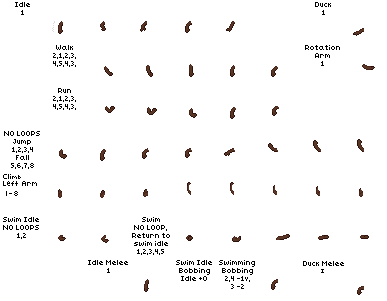 Idle
1
Duck
1
Walk
2,1,2,3,
4,5,4,3,
Rotation
Arm
1
Run
2,1,2,3,
4,5,4,3,
NO LOOPS
Jump
1,2,3,4
Fall
5,6,7,8
Climb
Left Arm
1-8
Swim Idle
NO LOOPS
1,2
Swim
NO LOOP,
Return to
swim idle
1,2,3,4,5
Swim Idle
Bobbing
Idle +0
Swimming
Bobbing
2,4 -1v,
3 -2
Idle Melee
1
Duck Melee
1